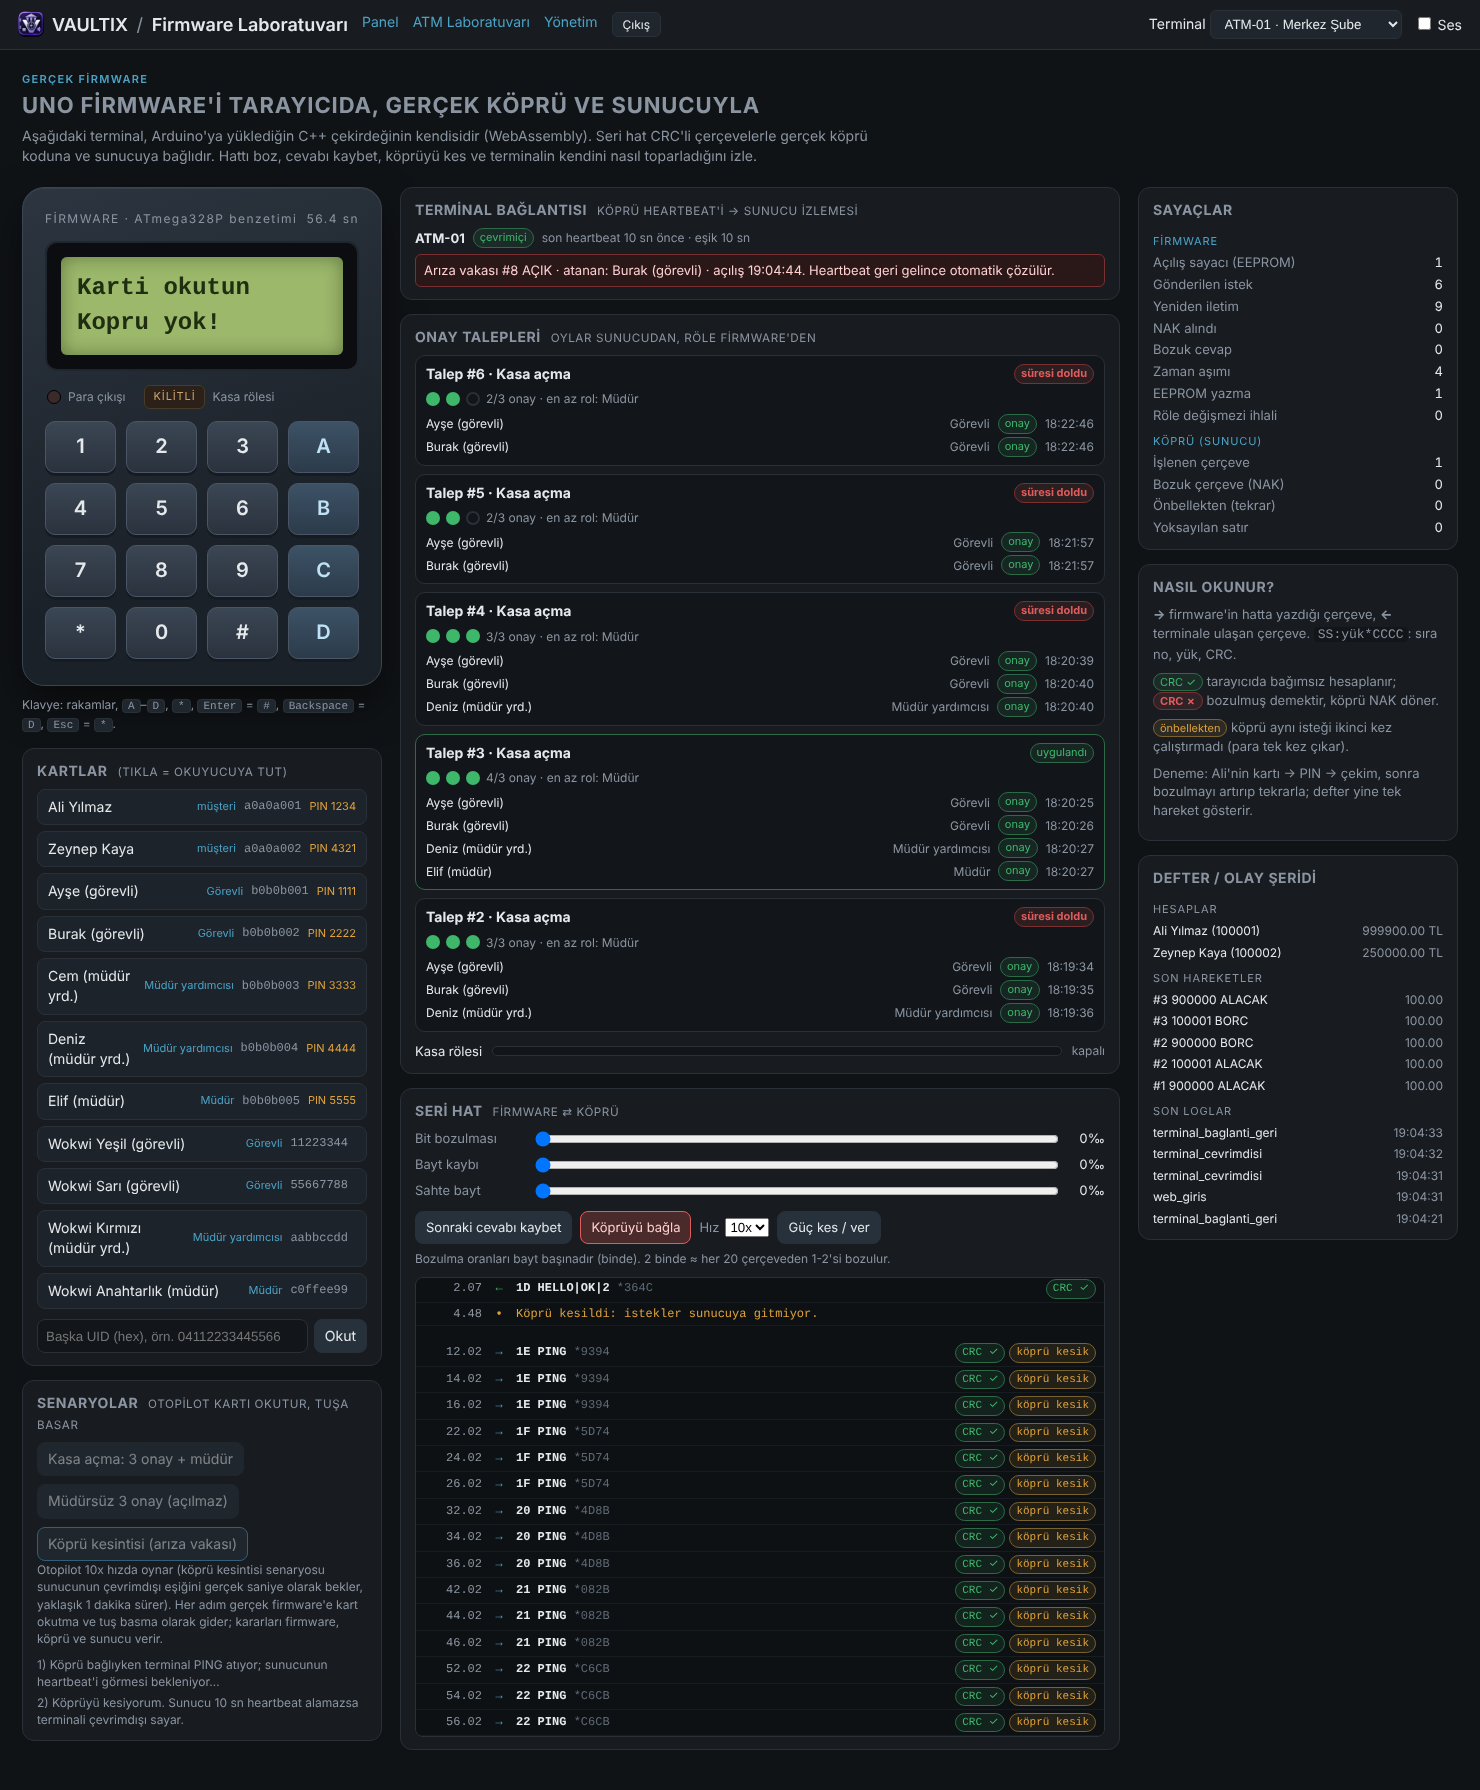 VAULTIX / Firmware Laboratuvarı Panel ATM Laboratuvarı Yönetim Çıkış Terminal ATM-01 · Merkez Şube Ses
GERÇEK FİRMWARE
UNO FİRMWARE'İ TARAYICIDA, GERÇEK KÖPRÜ VE SUNUCUYLA
Aşağıdaki terminal, Arduino'ya yüklediğin C++ çekirdeğinin kendisidir (WebAssembly). Seri hat CRC'li çerçevelerle gerçek köprü
koduna ve sunucuya bağlıdır. Hattı boz, cevabı kaybet, köprüyü kes ve terminalin kendini nasıl toparladığını izle.
FİRMWARE · ATmega328P benzetimi 56.4 sn
Karti okutun
Kopru yok!
Para çıkışı KİLİTLİ Kasa rölesi
1 2 3 A
4 5 6 B
7 8 9 C
* 0 # D
Klavye: rakamlar, A–D, *, Enter = #, Backspace =
D, Esc = *.
KARTLAR (TIKLA = OKUYUCUYA TUT)
Ali Yılmaz müşteri a0a0a001 PIN 1234
Zeynep Kaya müşteri a0a0a002 PIN 4321
Ayşe (görevli) Görevli b0b0b001 PIN 1111
Burak (görevli) Görevli b0b0b002 PIN 2222
Cem (müdür
yrd.) Müdür yardımcısı b0b0b003 PIN 3333
Deniz
(müdür yrd.) Müdür yardımcısı b0b0b004 PIN 4444
Elif (müdür) Müdür b0b0b005 PIN 5555
Wokwi Yeşil (görevli) Görevli 11223344
Wokwi Sarı (görevli) Görevli 55667788
Wokwi Kırmızı
(müdür yrd.) Müdür yardımcısı aabbccdd
Wokwi Anahtarlık (müdür) Müdür c0ffee99
Başka UID (hex), örn. 04112233445566 Okut
SENARYOLAR OTOPİLOT KARTI OKUTUR, TUŞA
BASAR
Kasa açma: 3 onay + müdür
Müdürsüz 3 onay (açılmaz)
Köprü kesintisi (arıza vakası)
Otopilot 10x hızda oynar (köprü kesintisi senaryosu
sunucunun çevrimdışı eşiğini gerçek saniye olarak bekler,
yaklaşık 1 dakika sürer). Her adım gerçek firmware'e kart
okutma ve tuş basma olarak gider; kararları firmware,
köprü ve sunucu verir.
1) Köprü bağlıyken terminal PING atıyor; sunucunun
heartbeat'i görmesi bekleniyor...
2) Köprüyü kesiyorum. Sunucu 10 sn heartbeat alamazsa
terminali çevrimdışı sayar.
TERMİNAL BAĞLANTISI KÖPRÜ HEARTBEAT'İ → SUNUCU İZLEMESİ
ATM-01 çevrimiçi son heartbeat 10 sn önce · eşik 10 sn
Arıza vakası #8 AÇIK · atanan: Burak (görevli) · açılış 19:04:44. Heartbeat geri gelince otomatik çözülür.
ONAY TALEPLERİ OYLAR SUNUCUDAN, RÖLE FİRMWARE'DEN
Talep #6 · Kasa açma süresi doldu
2/3 onay · en az rol: Müdür
Ayşe (görevli) Görevli onay 18:22:46
Burak (görevli) Görevli onay 18:22:46
Talep #5 · Kasa açma süresi doldu
2/3 onay · en az rol: Müdür
Ayşe (görevli) Görevli onay 18:21:57
Burak (görevli) Görevli onay 18:21:57
Talep #4 · Kasa açma süresi doldu
3/3 onay · en az rol: Müdür
Ayşe (görevli) Görevli onay 18:20:39
Burak (görevli) Görevli onay 18:20:40
Deniz (müdür yrd.) Müdür yardımcısı onay 18:20:40
Talep #3 · Kasa açma uygulandı
4/3 onay · en az rol: Müdür
Ayşe (görevli) Görevli onay 18:20:25
Burak (görevli) Görevli onay 18:20:26
Deniz (müdür yrd.) Müdür yardımcısı onay 18:20:27
Elif (müdür) Müdür onay 18:20:27
Talep #2 · Kasa açma süresi doldu
3/3 onay · en az rol: Müdür
Ayşe (görevli) Görevli onay 18:19:34
Burak (görevli) Görevli onay 18:19:35
Deniz (müdür yrd.) Müdür yardımcısı onay 18:19:36
Kasa rölesi kapalı
SERİ HAT FİRMWARE ⇄ KÖPRÜ
Bit bozulması 0‰
Bayt kaybı 0‰
Sahte bayt 0‰
Sonraki cevabı kaybet Köprüyü bağla Hız 10x Güç kes / ver
Bozulma oranları bayt başınadır (binde). 2 binde ≈ her 20 çerçeveden 1-2'si bozulur.
2.07 ← 1D HELLO|OK|2 *364C CRC ✓
4.48 • Köprü kesildi: istekler sunucuya gitmiyor.
12.02 → 1E PING *9394 CRC ✓ köprü kesik
14.02 → 1E PING *9394 CRC ✓ köprü kesik
16.02 → 1E PING *9394 CRC ✓ köprü kesik
22.02 → 1F PING *5D74 CRC ✓ köprü kesik
24.02 → 1F PING *5D74 CRC ✓ köprü kesik
26.02 → 1F PING *5D74 CRC ✓ köprü kesik
32.02 → 20 PING *4D8B CRC ✓ köprü kesik
34.02 → 20 PING *4D8B CRC ✓ köprü kesik
36.02 → 20 PING *4D8B CRC ✓ köprü kesik
42.02 → 21 PING *082B CRC ✓ köprü kesik
44.02 → 21 PING *082B CRC ✓ köprü kesik
46.02 → 21 PING *082B CRC ✓ köprü kesik
52.02 → 22 PING *C6CB CRC ✓ köprü kesik
54.02 → 22 PING *C6CB CRC ✓ köprü kesik
56.02 → 22 PING *C6CB CRC ✓ köprü kesik
SAYAÇLAR
FİRMWARE
Açılış sayacı (EEPROM) 1
Gönderilen istek 6
Yeniden iletim 9
NAK alındı 0
Bozuk cevap 0
Zaman aşımı 4
EEPROM yazma 1
Röle değişmezi ihlali 0
KÖPRÜ (SUNUCU)
İşlenen çerçeve 1
Bozuk çerçeve (NAK) 0
Önbellekten (tekrar) 0
Yoksayılan satır 0
NASIL OKUNUR?
→ firmware'in hatta yazdığı çerçeve, ←
terminale ulaşan çerçeve. SS:yük*CCCC : sıra
no, yük, CRC.
CRC ✓ tarayıcıda bağımsız hesaplanır;
CRC × bozulmuş demektir, köprü NAK döner.
önbellekten köprü aynı isteği ikinci kez
çalıştırmadı (para tek kez çıkar).
Deneme: Ali'nin kartı → PIN → çekim, sonra
bozulmayı artırıp tekrarla; defter yine tek
hareket gösterir.
DEFTER / OLAY ŞERİDİ
HESAPLAR
Ali Yılmaz (100001) 999900.00 TL
Zeynep Kaya (100002) 250000.00 TL
SON HAREKETLER
#3 900000 ALACAK 100.00
#3 100001 BORC 100.00
#2 900000 BORC 100.00
#2 100001 ALACAK 100.00
#1 900000 ALACAK 100.00
SON LOGLAR
terminal_baglanti_geri 19:04:33
terminal_cevrimdisi 19:04:32
terminal_cevrimdisi 19:04:31
web_giris 19:04:31
terminal_baglanti_geri 19:04:21